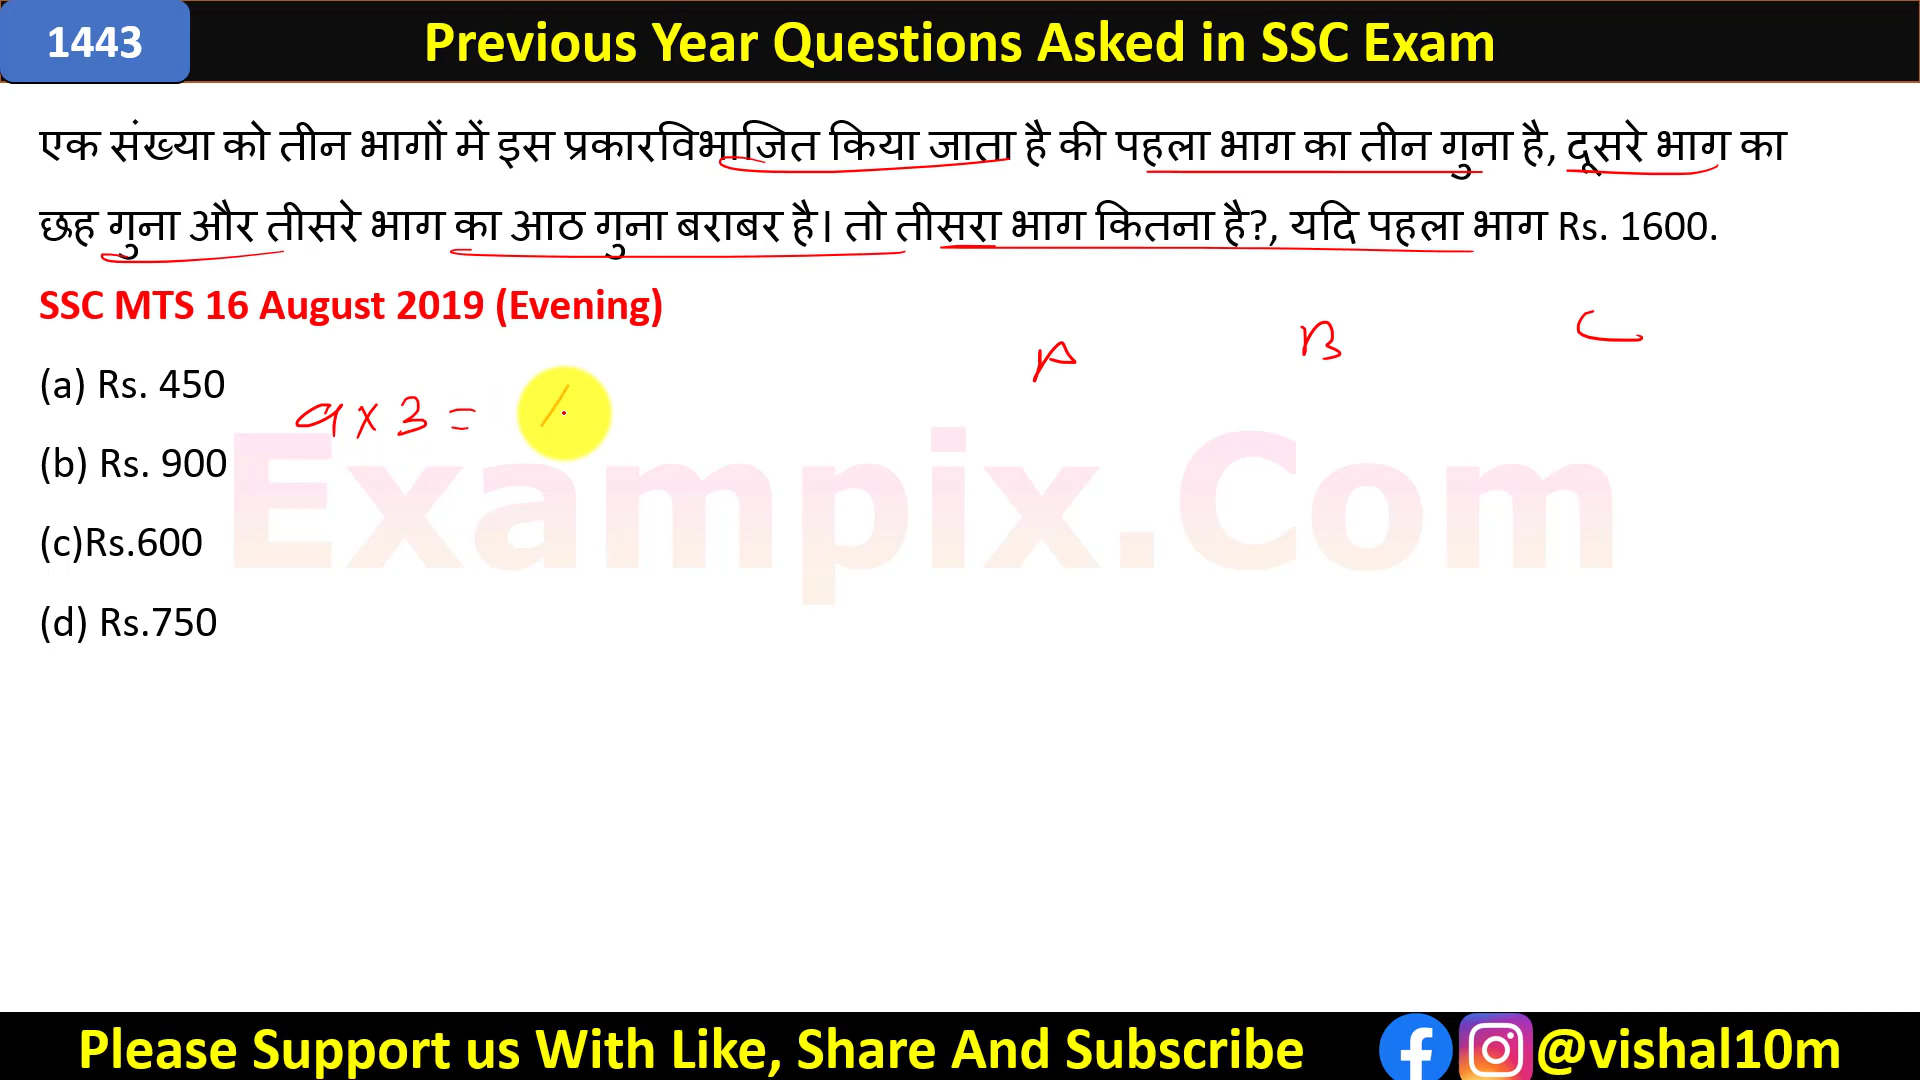 1443
Previous Year Questions Asked in SSC Exam
एक संख्या को तीन भागों में इस प्रकारविभाजित किया जाता है की पहला भाग का तीन गुना है, दूसरे भाग का
छह गुना और तीसरे भाग का आठ गुना बराबर है। तो तीसरा भाग कितना है?, यदि पहला भाग Rs. 1600.
SSC MTS 16 August 2019 (Evening)
A B C
(a) Rs. 450
(b) Rs. 900
(c)Rs.600
(d) Rs.750
Exampix.Com
Please Support us With Like, Share And Subscribe
@vishal10m